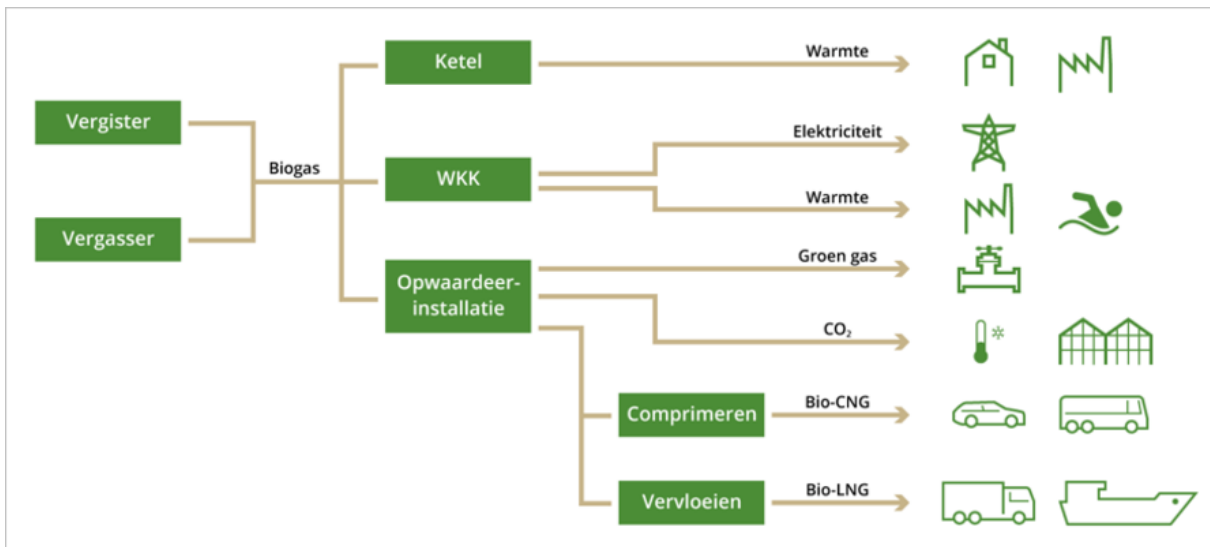 Ketel
Warmte
Vergister
Elektriciteit
Biogas
WKK
Warmte
Vergasser
Groen gas
Opwaardeer-
installatie
CO₂
Comprimeren
Bio-CNG
Vervloeien
Bio-LNG